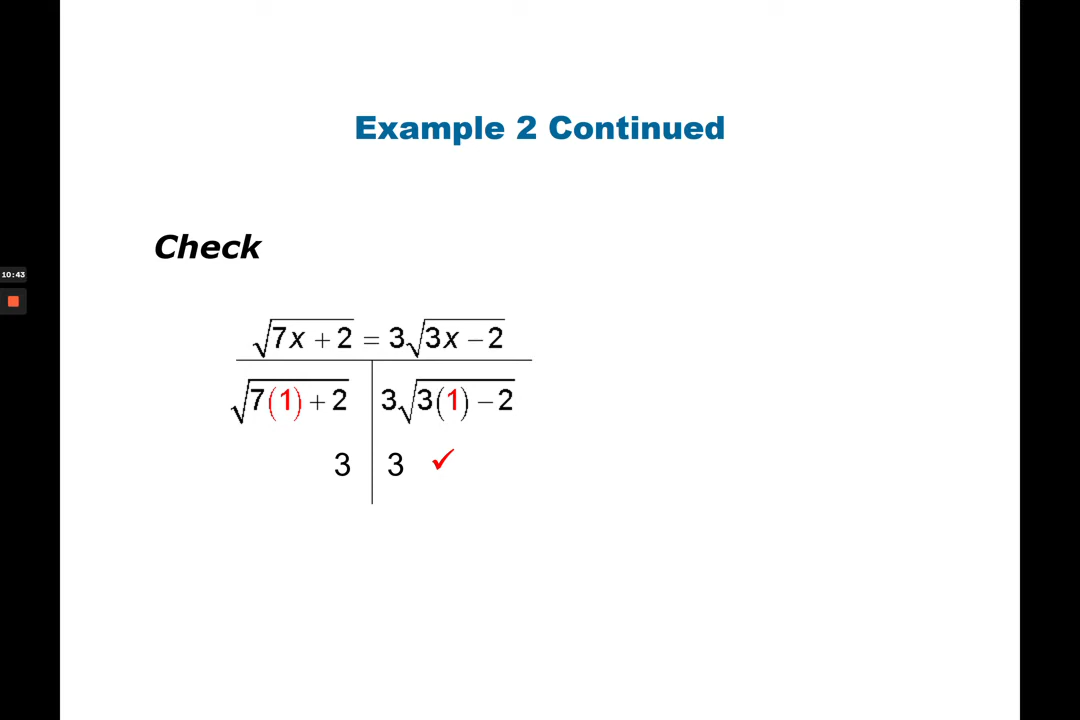 Example 2 Continued
Check
10:43
√7x + 2 = 3√3x − 2
√7(1) + 2 3√3(1) − 2
3 3 ✓